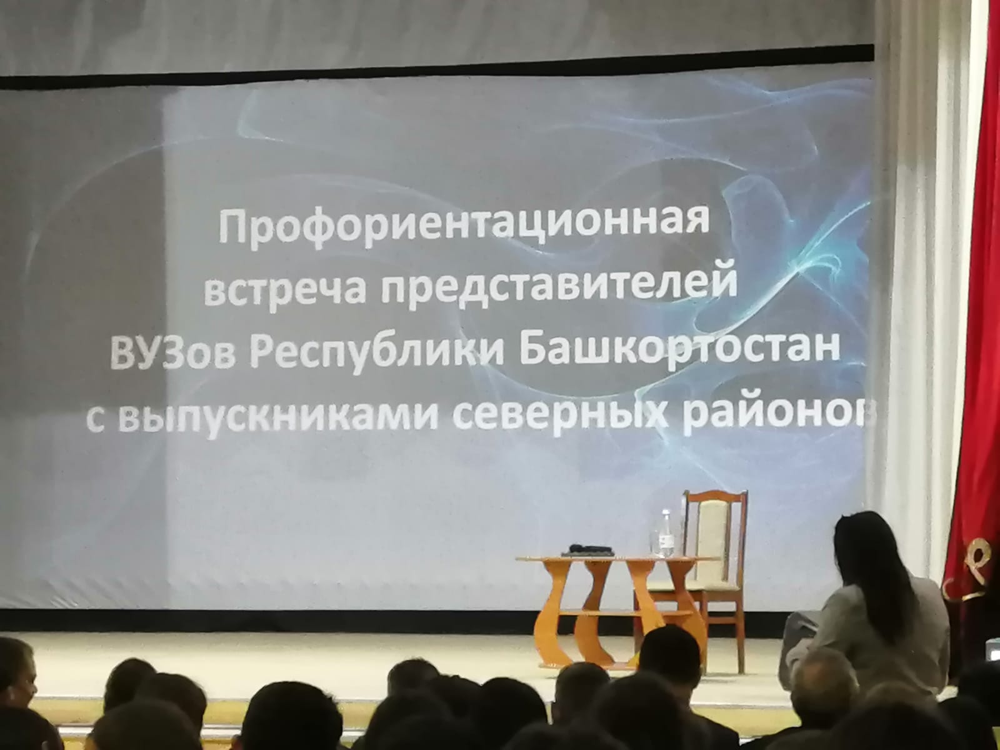 Профориентационная
встреча представителей
ВУЗов Республики Башкортостан
с выпускниками северных районов